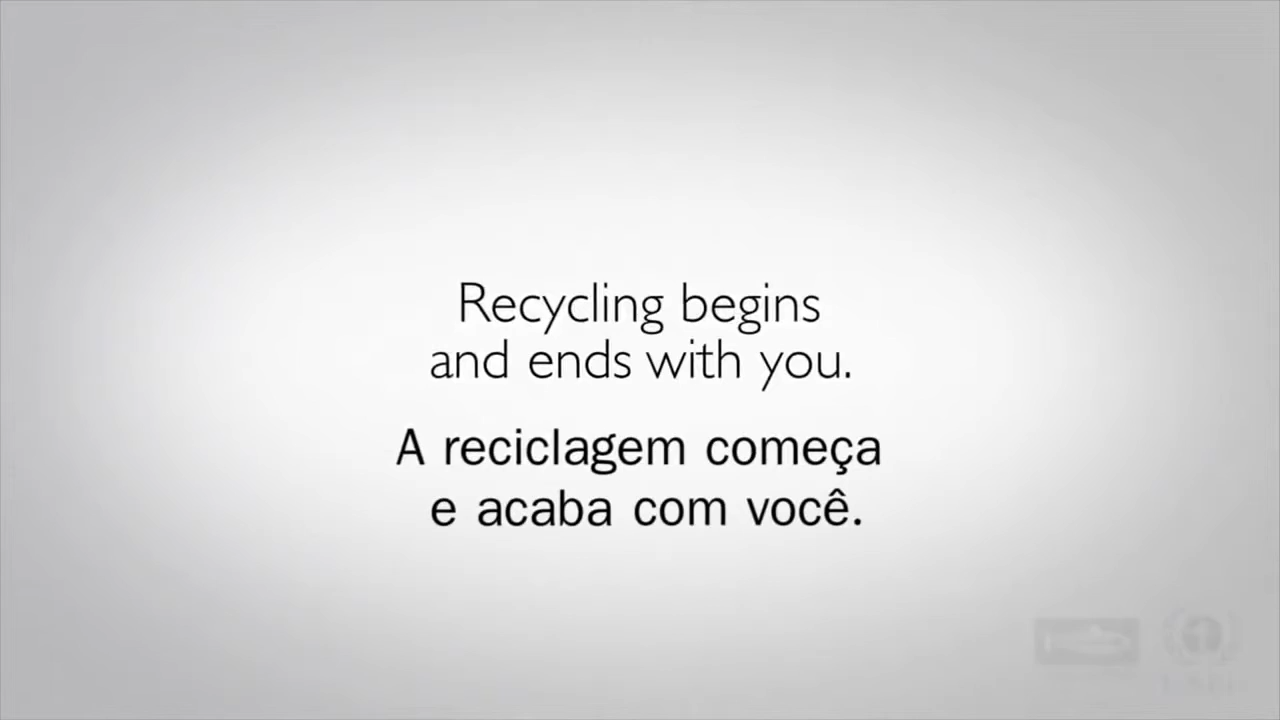 Recycling begins
and ends with you.
A reciclagem começa
e acaba com você.